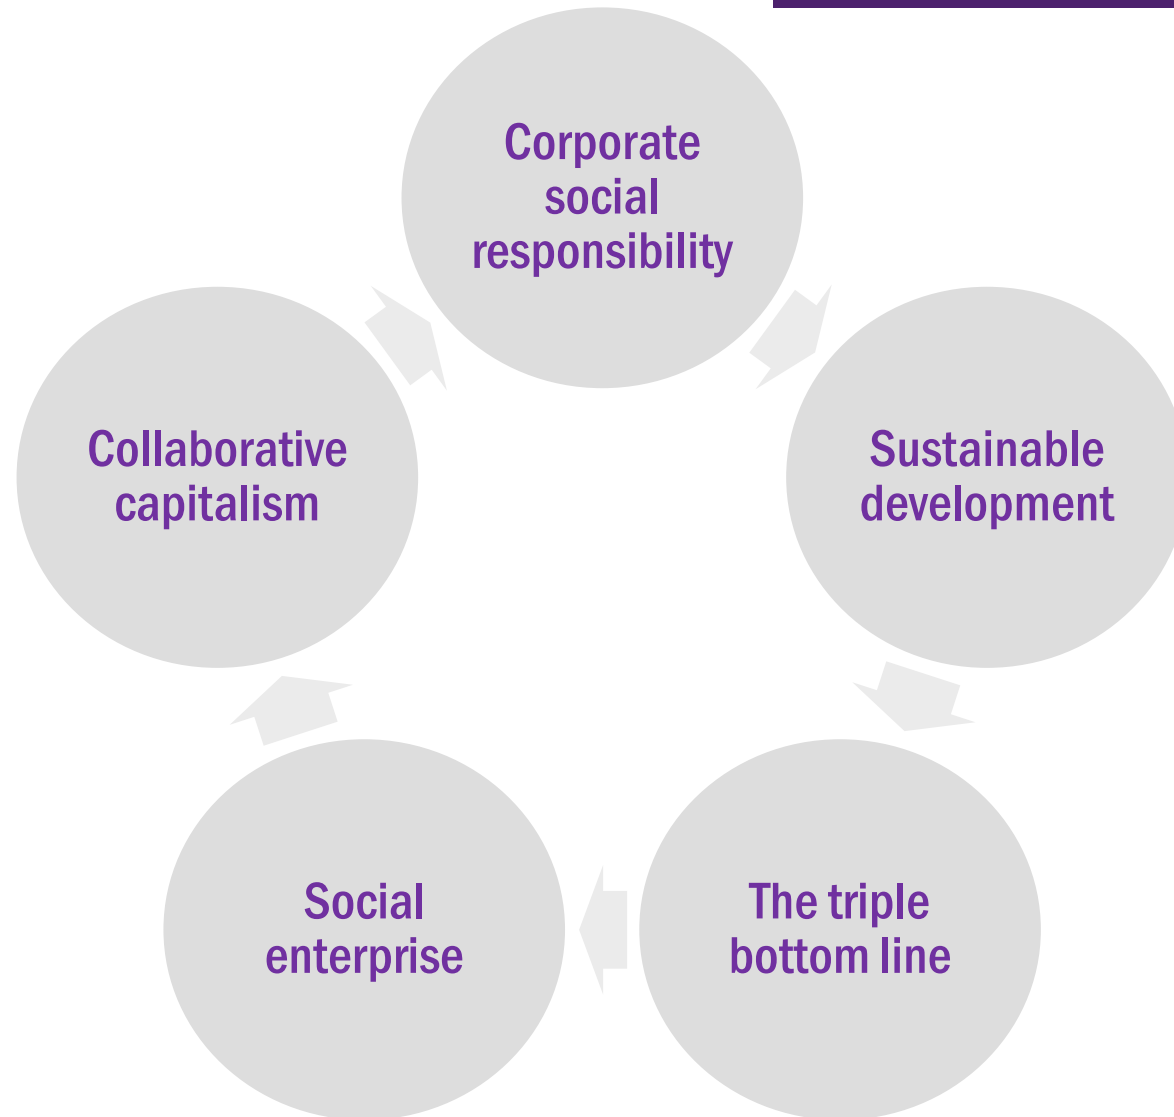 Corporate
social
responsibility
Sustainable
development
The triple
bottom line
Social
enterprise
Collaborative
capitalism